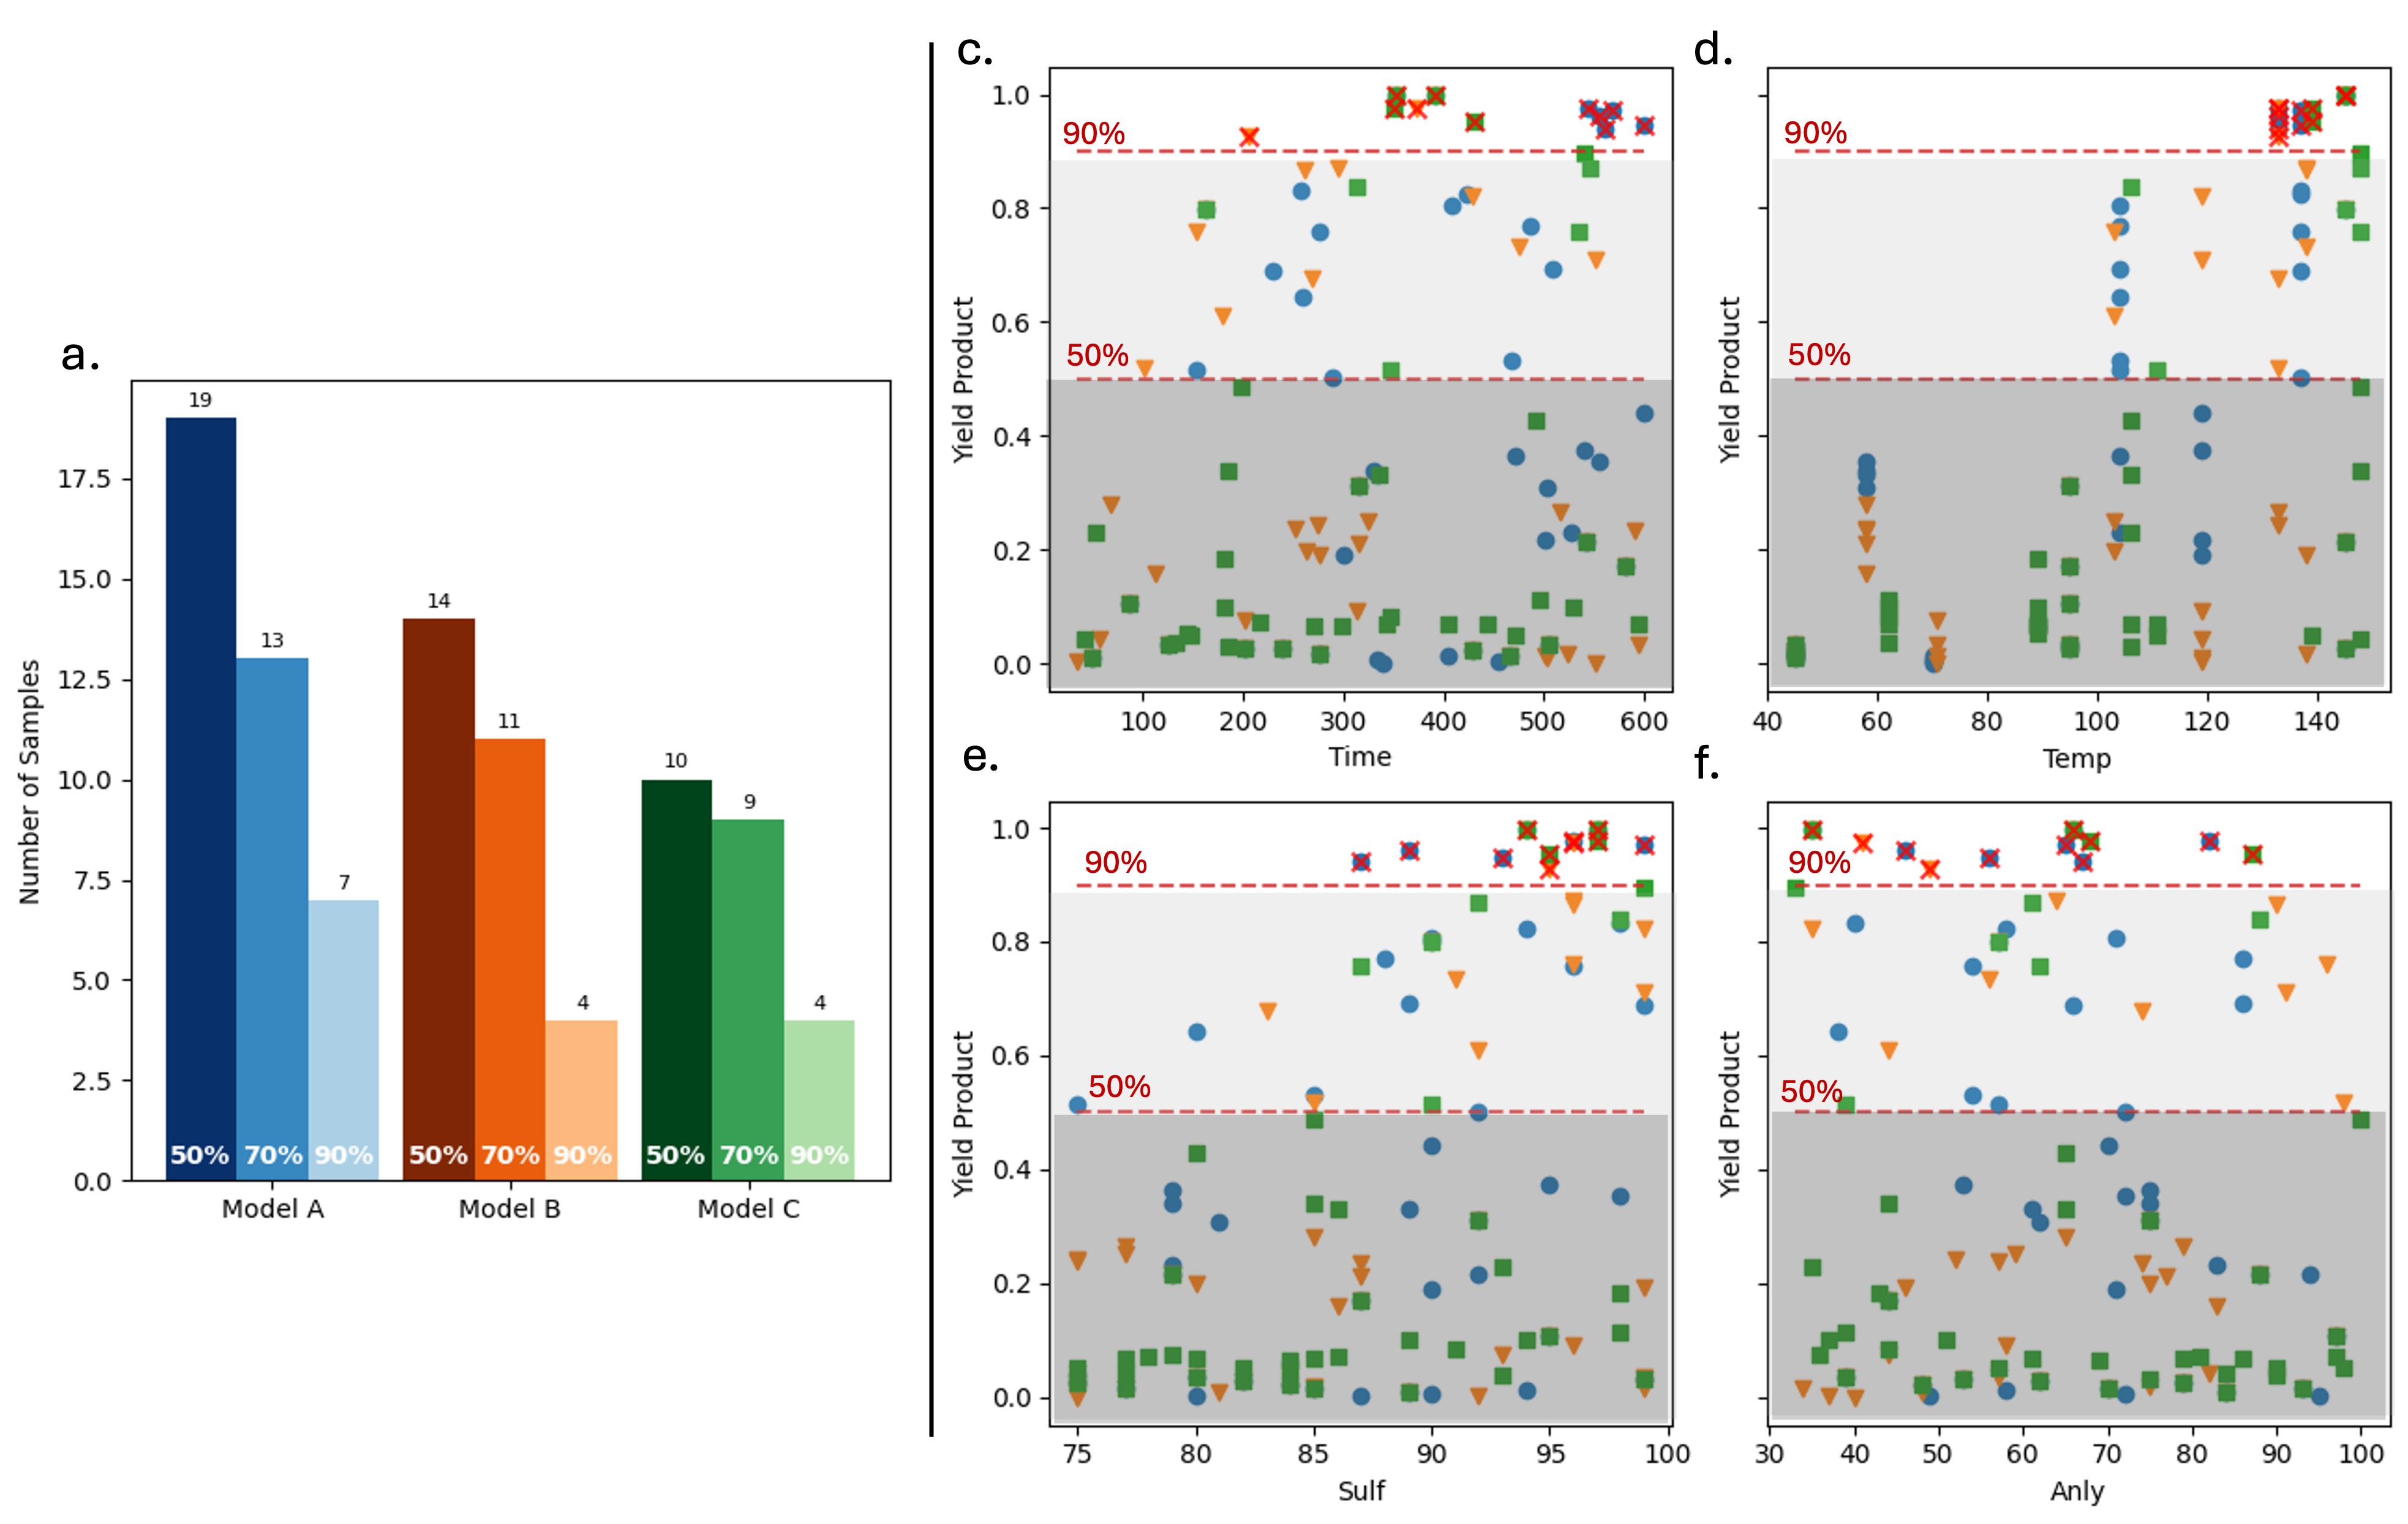 a.
Number of Samples
17.5
15.0
12.5
10.0
7.5
5.0
2.5
0.0
19
13
7
14
11
4
10
9
4
50% 70% 90% 50% 70% 90% 50% 70% 90%
Model A Model B Model C
c.
Yield Product
1.0
0.8
0.6
0.4
0.2
0.0
90%
50%
100 200 300 400 500 600
Time
d.
Yield Product
90%
50%
40 60 80 100 120 140
Temp
e.
Yield Product
1.0
0.8
0.6
0.4
0.2
0.0
90%
50%
75 80 85 90 95 100
Sulf
f.
Yield Product
90%
50%
30 40 50 60 70 80 90 100
Anly